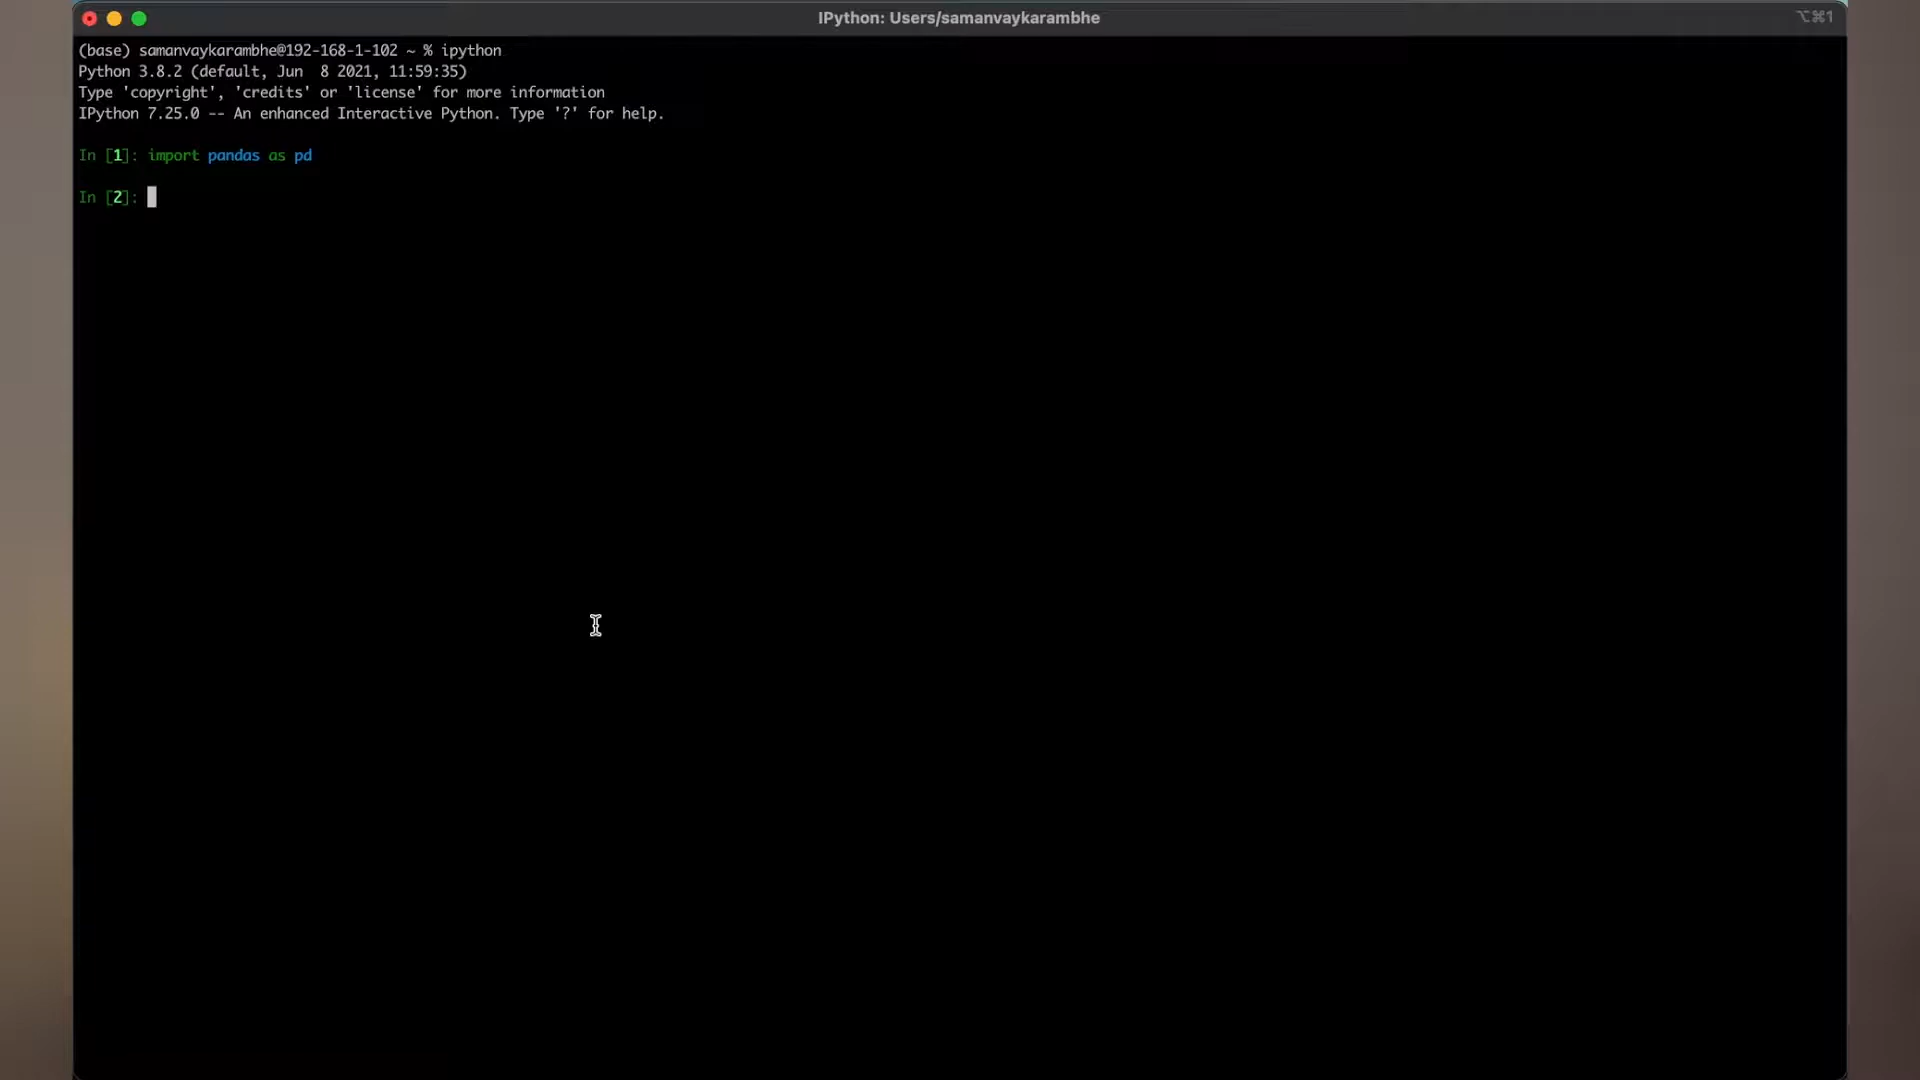 IPython: Users/samanvaykarambhe
⌥⌘1
(base) samanvaykarambhe@192-168-1-102 ~ % ipython
Python 3.8.2 (default, Jun  8 2021, 11:59:35)
Type 'copyright', 'credits' or 'license' for more information
IPython 7.25.0 -- An enhanced Interactive Python. Type '?' for help.
In [1]: import pandas as pd
In [2]: